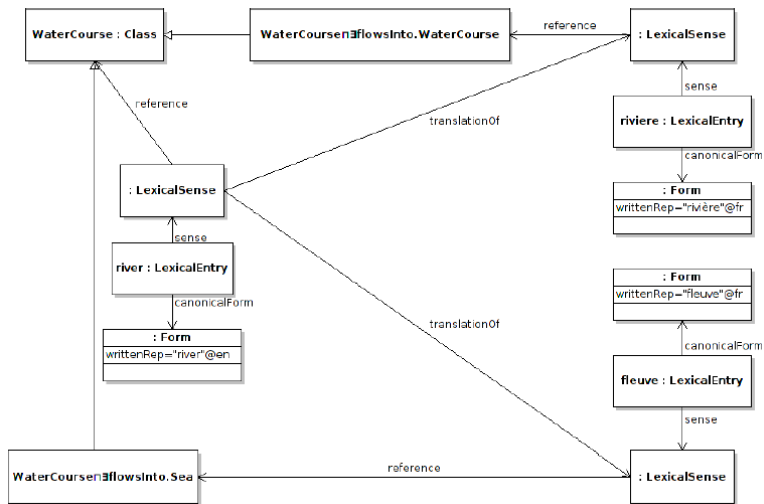 WaterCourse : Class
WaterCourse⊓∃flowsInto.WaterCourse
reference
: LexicalSense
reference
sense
translationOf
riviere : LexicalEntry
canonicalForm
: LexicalSense
: Form
writtenRep="rivière"@fr
sense
river : LexicalEntry
: Form
writtenRep="fleuve"@fr
canonicalForm
translationOf
: Form
writtenRep="river"@en
canonicalForm
fleuve : LexicalEntry
sense
WaterCourse⊓∃flowsInto.Sea
reference
: LexicalSense